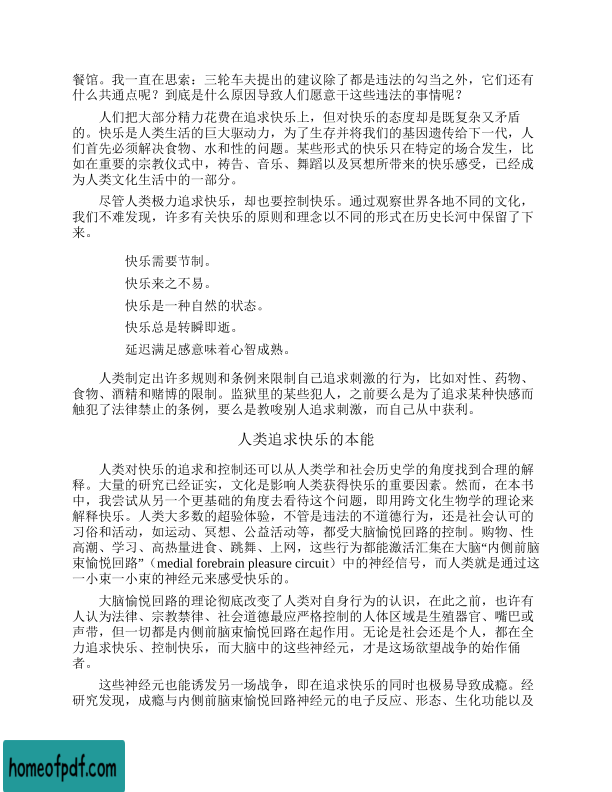 餐馆。我一直在思索：三轮车夫提出的建议除了都是违法的勾当之外，它们还有
什么共通点呢？到底是什么原因导致人们愿意干这些违法的事情呢？
人们把大部分精力花费在追求快乐上，但对快乐的态度却是既复杂又矛盾
的。快乐是人类生活的巨大驱动力，为了生存并将我们的基因遗传给下一代，人
们首先必须解决食物、水和性的问题。某些形式的快乐只在特定的场合发生，比
如在重要的宗教仪式中，祷告、音乐、舞蹈以及冥想所带来的快乐感受，已经成
为人类文化生活中的一部分。
尽管人类极力追求快乐，却也要控制快乐。通过观察世界各地不同的文化，
我们不难发现，许多有关快乐的原则和理念以不同的形式在历史长河中保留了下
来。
快乐需要节制。
快乐来之不易。
快乐是一种自然的状态。
快乐总是转瞬即逝。
延迟满足感意味着心智成熟。
人类制定出许多规则和条例来限制自己追求刺激的行为，比如对性、药物、
食物、酒精和赌博的限制。监狱里的某些犯人，之前要么是为了追求某种快感而
触犯了法律禁止的条例，要么是教唆别人追求刺激，而自己从中获利。
人类追求快乐的本能
人类对快乐的追求和控制还可以从人类学和社会历史学的角度找到合理的解
释。大量的研究已经证实，文化是影响人类获得快乐的重要因素。然而，在本书
中，我尝试从另一个更基础的角度去看待这个问题，即用跨文化生物学的理论来
解释快乐。人类大多数的超验体验，不管是违法的不道德行为，还是社会认可的
习俗和活动，如运动、冥想、公益活动等，都受大脑愉悦回路的控制。购物、性
高潮、学习、高热量进食、跳舞、上网，这些行为都能激活汇集在大脑“内侧前脑
束愉悦回路”（medial forebrain pleasure circuit）中的神经信号，而人类就是通过这
一小束一小束的神经元来感受快乐的。
大脑愉悦回路的理论彻底改变了人类对自身行为的认识，在此之前，也许有
人认为法律、宗教禁律、社会道德最应严格控制的人体区域是生殖器官、嘴巴或
声带，但一切都是内侧前脑束愉悦回路在起作用。无论是社会还是个人，都在全
力追求快乐、控制快乐，而大脑中的这些神经元，才是这场欲望战争的始作俑
者。
这些神经元也能诱发另一场战争，即在追求快乐的同时也极易导致成瘾。经
研究发现，成瘾与内侧前脑束愉悦回路神经元的电子反应、形态、生化功能以及
homeofpdf.com